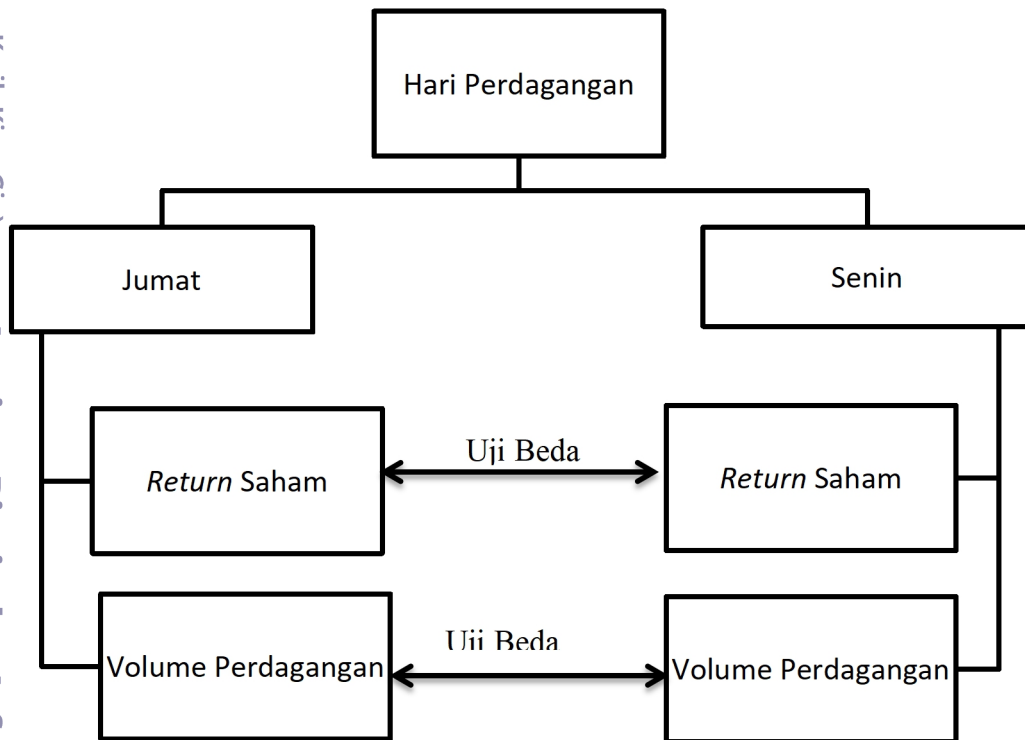 Hari Perdagangan
Jumat
Senin
Return Saham
Uji Beda
Return Saham
Volume Perdagangan
Uji Beda
Volume Perdagangan